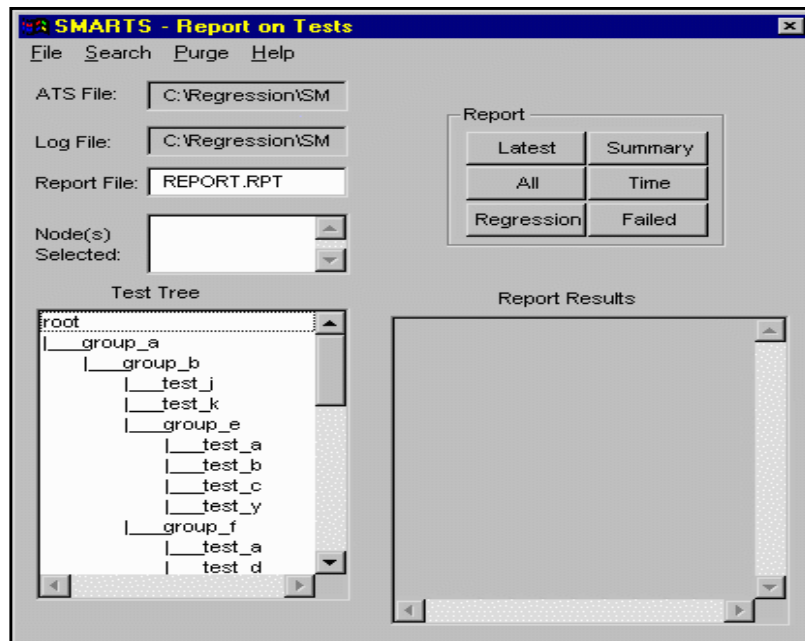 SMARTS - Report on Tests
File Search Purge Help
ATS File: C:\Regression\SM
Log File: C:\Regression\SM
Report File: REPORT.RPT
Node(s)
Selected:
Report
Latest Summary
All Time
Regression Failed
Test Tree
root
|___group_a
|___group_b
|___test_j
|___test_k
|___group_e
|___test_a
|___test_b
|___test_c
|___test_y
|___group_f
|___test_a
|___test_d
Report Results